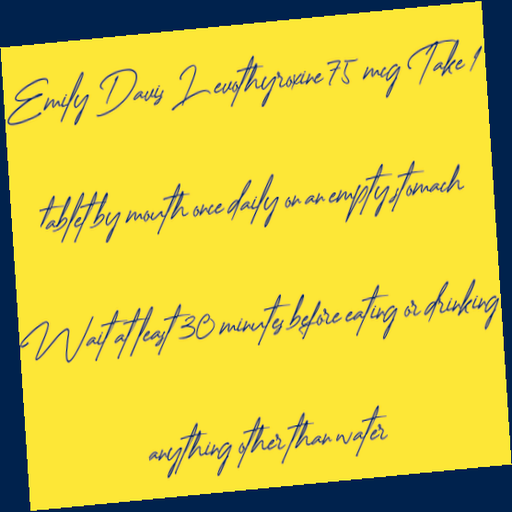 Emily Davis Levothyroxine 75 mcg Take 1
tablet by mouth once daily on an empty stomach
Wait at least 30 minutes before eating or drinking
anything other than water